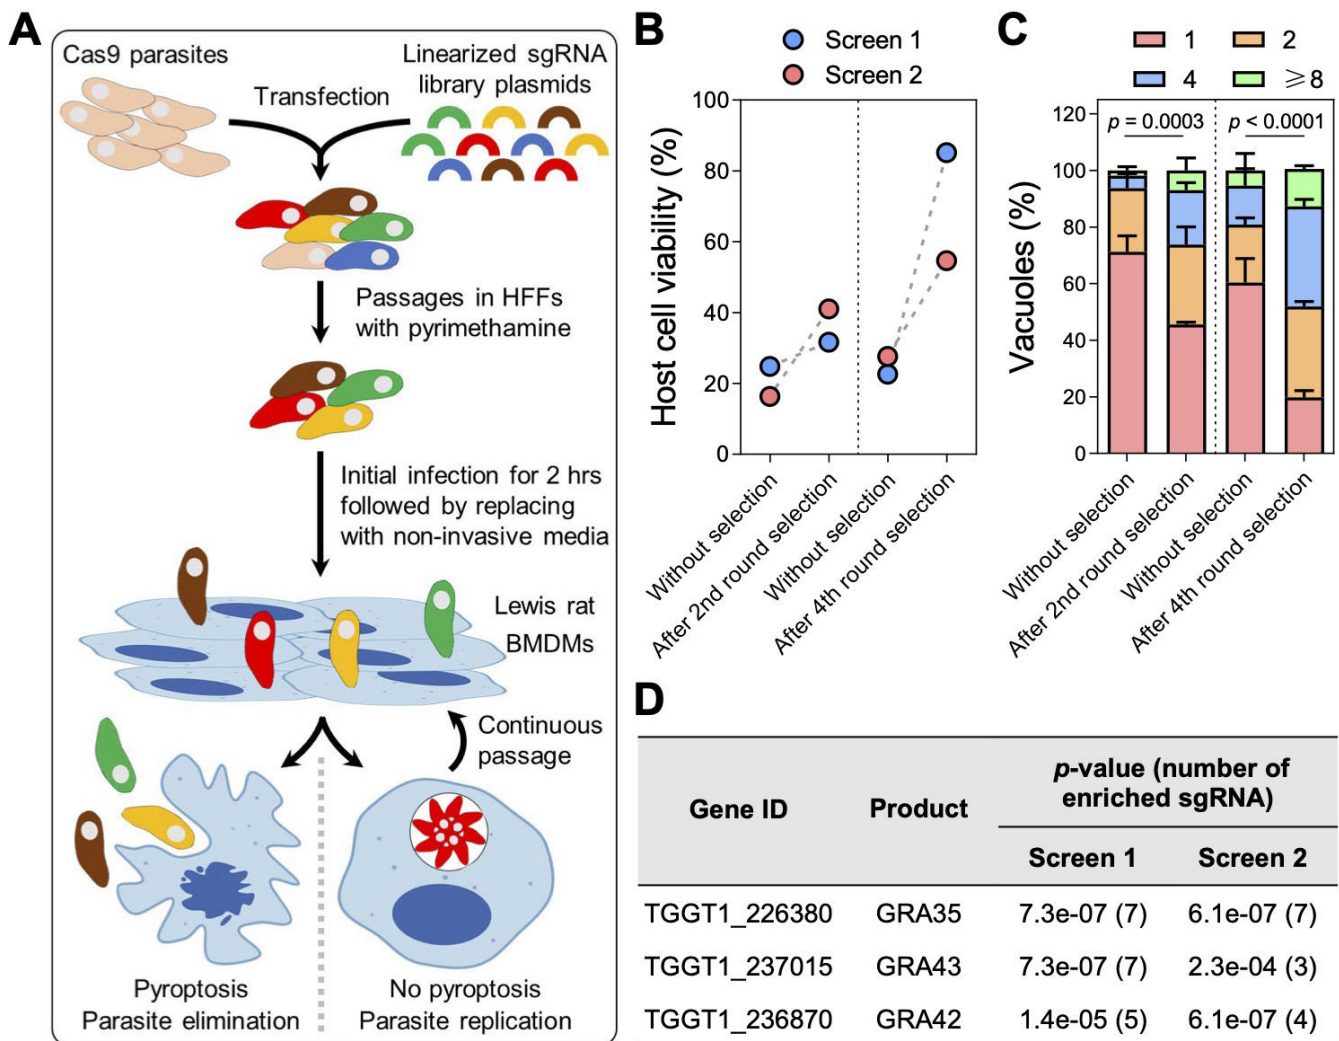 A
Cas9 parasites
Linearized sgRNA
library plasmids
Transfection
Passages in HFFs
with pyrimethamine
Initial infection for 2 hrs
followed by replacing
with non-invasive media
Lewis rat
BMDMs
Continuous
passage
Pyroptosis
Parasite elimination
No pyroptosis
Parasite replication
B
Screen 1
Screen 2
Host cell viability (%)
100
80
60
40
20
0
Without selection
After 2nd round selection
Without selection
After 4th round selection
C
1
2
4
≥8
Vacuoles (%)
120
100
80
60
40
20
0
p = 0.0003
p < 0.0001
Without selection
After 2nd round selection
Without selection
After 4th round selection
D
Gene ID
Product
p-value (number of
enriched sgRNA)
Screen 1
Screen 2
TGGT1_226380 GRA35 7.3e-07 (7) 6.1e-07 (7)
TGGT1_237015 GRA43 7.3e-07 (7) 2.3e-04 (3)
TGGT1_236870 GRA42 1.4e-05 (5) 6.1e-07 (4)